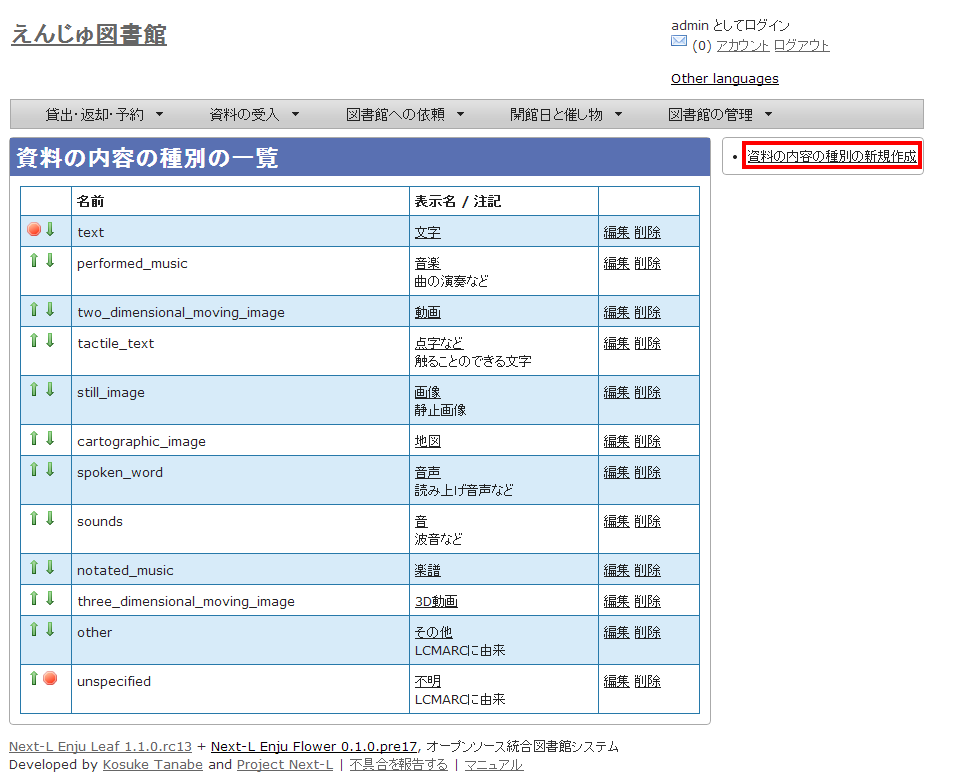 えんじゅ図書館
admin としてログイン
(0) アカウント ログアウト
Other languages
貸出・返却・予約 ▼ 資料の受入 ▼ 図書館への依頼 ▼ 開館日と催し物 ▼ 図書館の管理 ▼
資料の内容の種別の一覧
• 資料の内容の種別の新規作成
名前 表示名 / 注記
text 文字 編集 削除
performed_music 音楽 編集 削除
曲の演奏など
two_dimensional_moving_image 動画 編集 削除
tactile_text 点字など 編集 削除
触ることのできる文字
still_image 画像 編集 削除
静止画像
cartographic_image 地図 編集 削除
spoken_word 音声 編集 削除
読み上げ音声など
sounds 音 編集 削除
波音など
notated_music 楽譜 編集 削除
three_dimensional_moving_image 3D動画 編集 削除
other その他 編集 削除
LCMARCに由来
unspecified 不明 編集 削除
LCMARCに由来
Next-L Enju Leaf 1.1.0.rc13 + Next-L Enju Flower 0.1.0.pre17, オープンソース統合図書館システム
Developed by Kosuke Tanabe and Project Next-L | 不具合を報告する | マニュアル